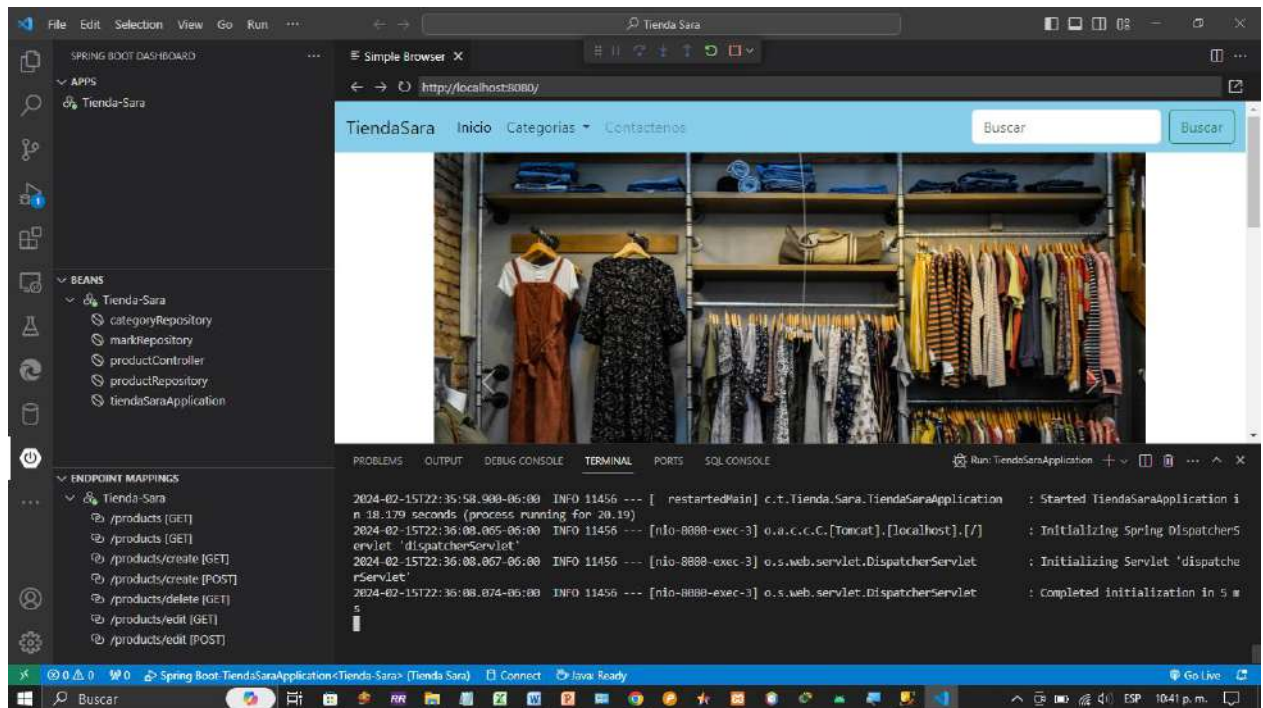 File Edit Selection View Go Run ···
Tienda Sara
SPRING BOOT DASHBOARD ···
APPS
Tienda-Sara
BEANS
Tienda-Sara
categoryRepository
markRepository
productController
productRepository
tiendaSaraApplication
ENDPOINT MAPPINGS
Tienda-Sara
/products [GET]
/products [GET]
/products/create [GET]
/products/create [POST]
/products/delete [GET]
/products/edit [GET]
/products/edit [POST]
Simple Browser
http://localhost:8080/
TiendaSara Inicio Categorias Contactenos Buscar Buscar
PROBLEMS OUTPUT DEBUG CONSOLE TERMINAL PORTS SQL CONSOLE Run: TiendaSaraApplication
2024-02-15T22:35:58.900-06:00 INFO 11456 --- [ restartedMain] c.t.Tienda.Sara.TiendaSaraApplication : Started TiendaSaraApplication i
n 18.179 seconds (process running for 20.19)
2024-02-15T22:36:08.065-06:00 INFO 11456 --- [nio-8080-exec-3] o.a.c.c.C.[Tomcat].[localhost].[/] : Initializing Spring DispatcherS
ervlet 'dispatcherServlet'
2024-02-15T22:36:08.067-06:00 INFO 11456 --- [nio-8080-exec-3] o.s.web.servlet.DispatcherServlet : Initializing Servlet 'dispatche
rServlet'
2024-02-15T22:36:08.074-06:00 INFO 11456 --- [nio-8080-exec-3] o.s.web.servlet.DispatcherServlet : Completed initialization in 5 m
s
0 0 0 Spring Boot-TiendaSaraApplication<Tienda-Sara> (Tienda Sara) Connect Java: Ready Go Live
Buscar ESP 10:41 p. m.